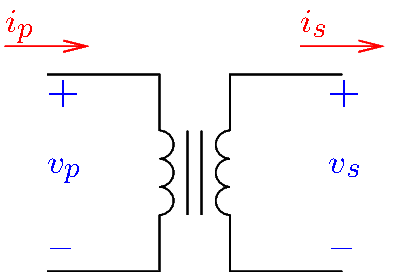 i_p i_s
+ +
v_p v_s
− −